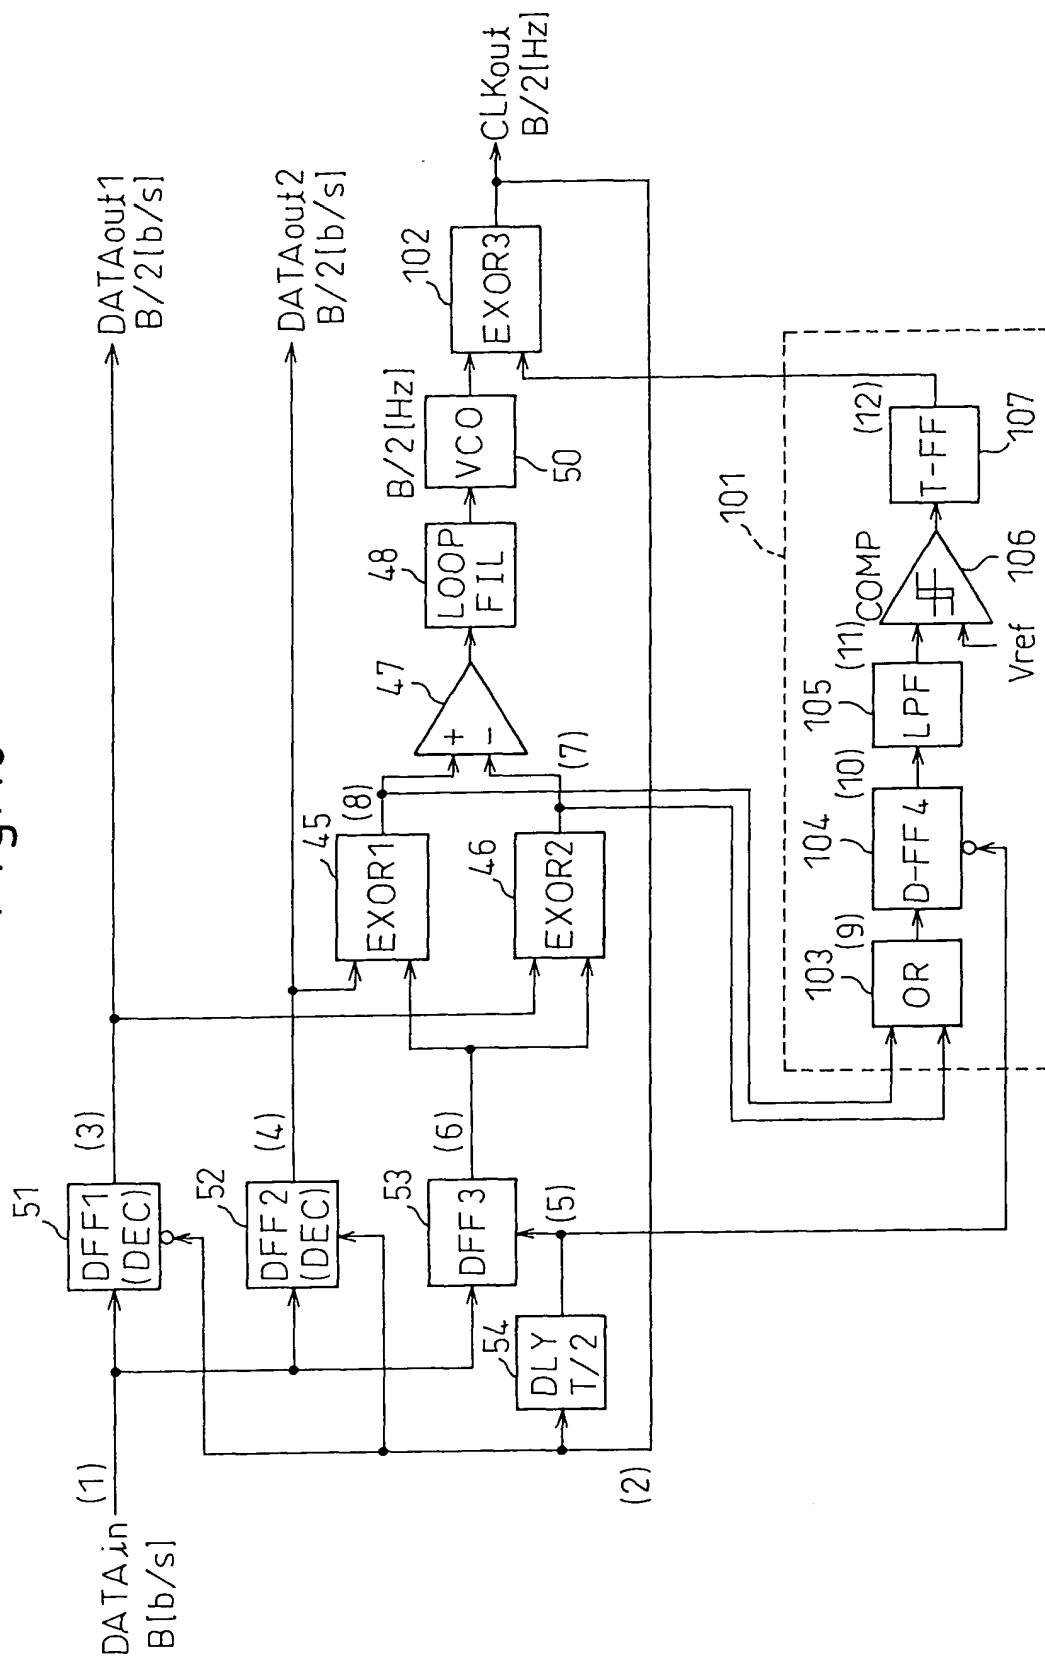 DATAin
B[b/s]
(1)
51
DFF1
(DEC)
(3)
DATAout1
B/2[b/s]
52
DFF2
(DEC)
(4)
DATAout2
B/2[b/s]
53
DFF3
(6)
54
DLY
T/2
(5)
(2)
45
EXOR1
(8)
46
EXOR2
(7)
47
+
−
48
LOOP
FIL
B/2[Hz]
VCO
50
102
EXOR3
CLKout
B/2[Hz]
101
103
(9)
OR
104
(10)
D-FF4
105
(11)
LPF
COMP
106
Vref
(12)
T-FF
107